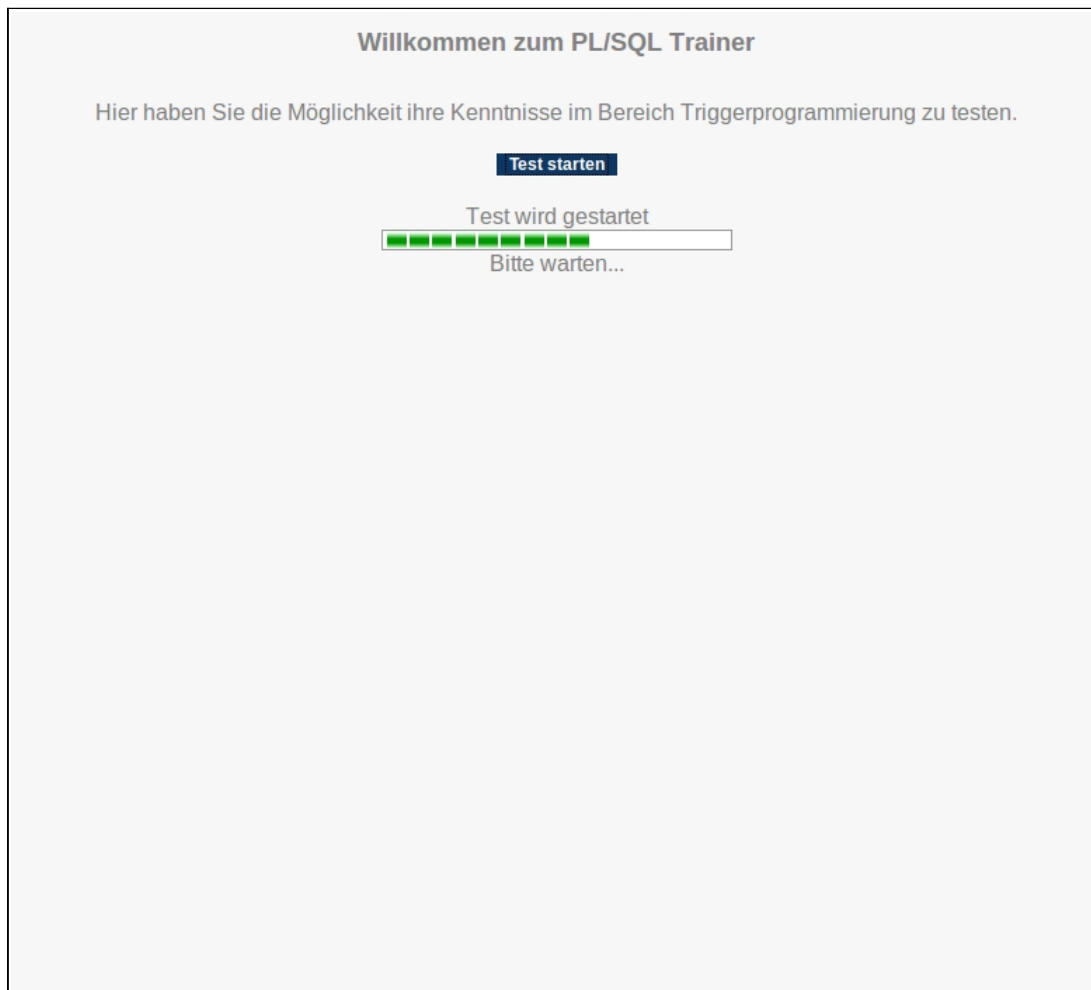 Willkommen zum PL/SQL Trainer
Hier haben Sie die Möglichkeit ihre Kenntnisse im Bereich Triggerprogrammierung zu testen.
Test starten
Test wird gestartet
Bitte warten...